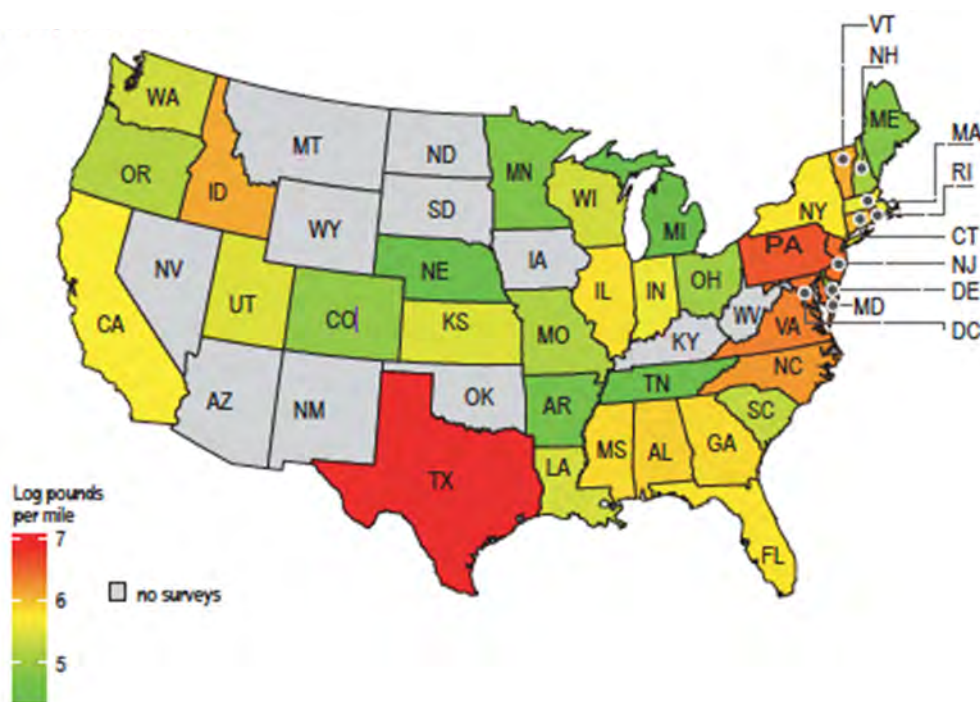 VT
NH
WA
MT
ND
MN
ME
MA
OR
ID
SD
WI
RI
WY
MI
NY
CT
IA
PA
NJ
NV
NE
OH
DE
UT
CO
IL
IN
WV
MD
CA
KS
MO
KY
VA
DC
NC
AZ
NM
OK
AR
TN
SC
MS
AL
GA
TX
LA
FL
Log pounds
per mile
7
6
5
no surveys